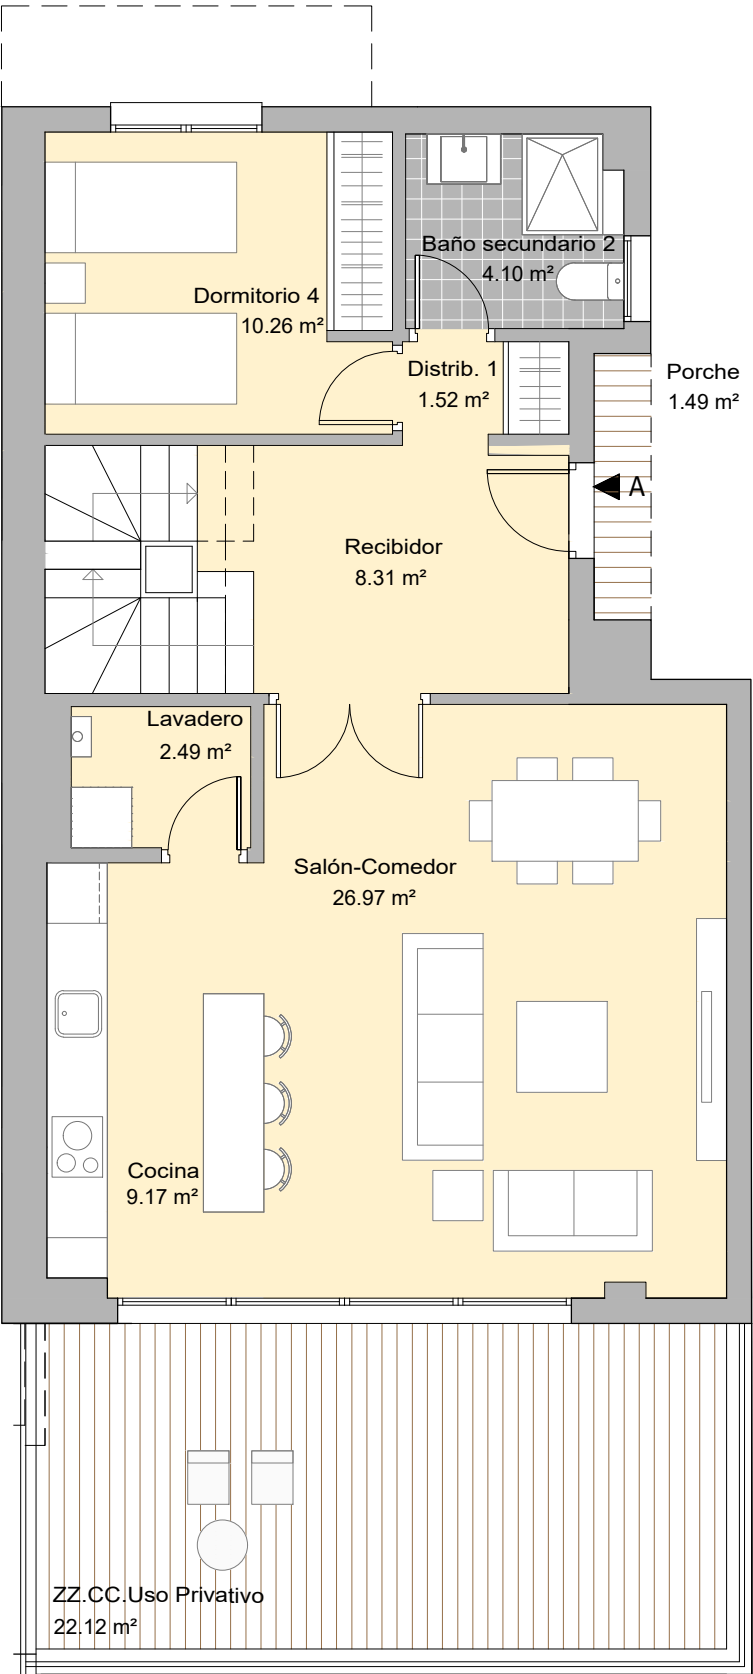 Baño secundario 2
4.10 m²
Dormitorio 4
10.26 m²
Distrib. 1
1.52 m²
Porche
1.49 m²
A
Recibidor
8.31 m²
Lavadero
2.49 m²
Salón-Comedor
26.97 m²
Cocina
9.17 m²
ZZ.CC.Uso Privativo
22.12 m²